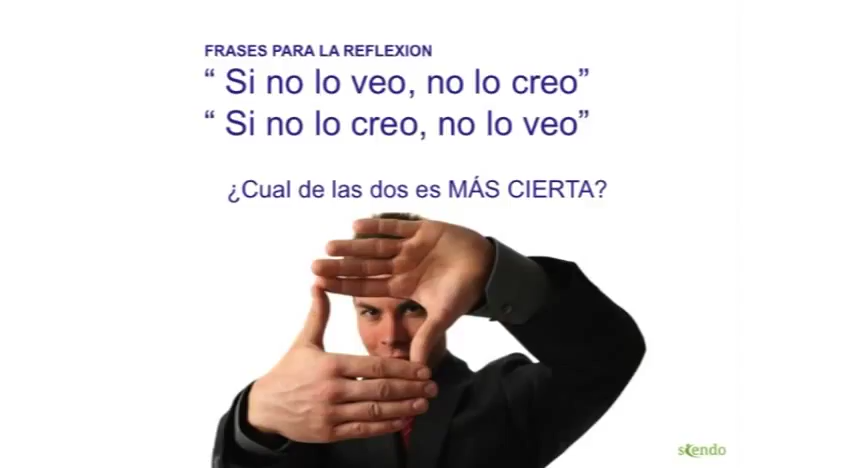 FRASES PARA LA REFLEXION
“ Si no lo veo, no lo creo”
“ Si no lo creo, no lo veo”
¿Cual de las dos es MÁS CIERTA?